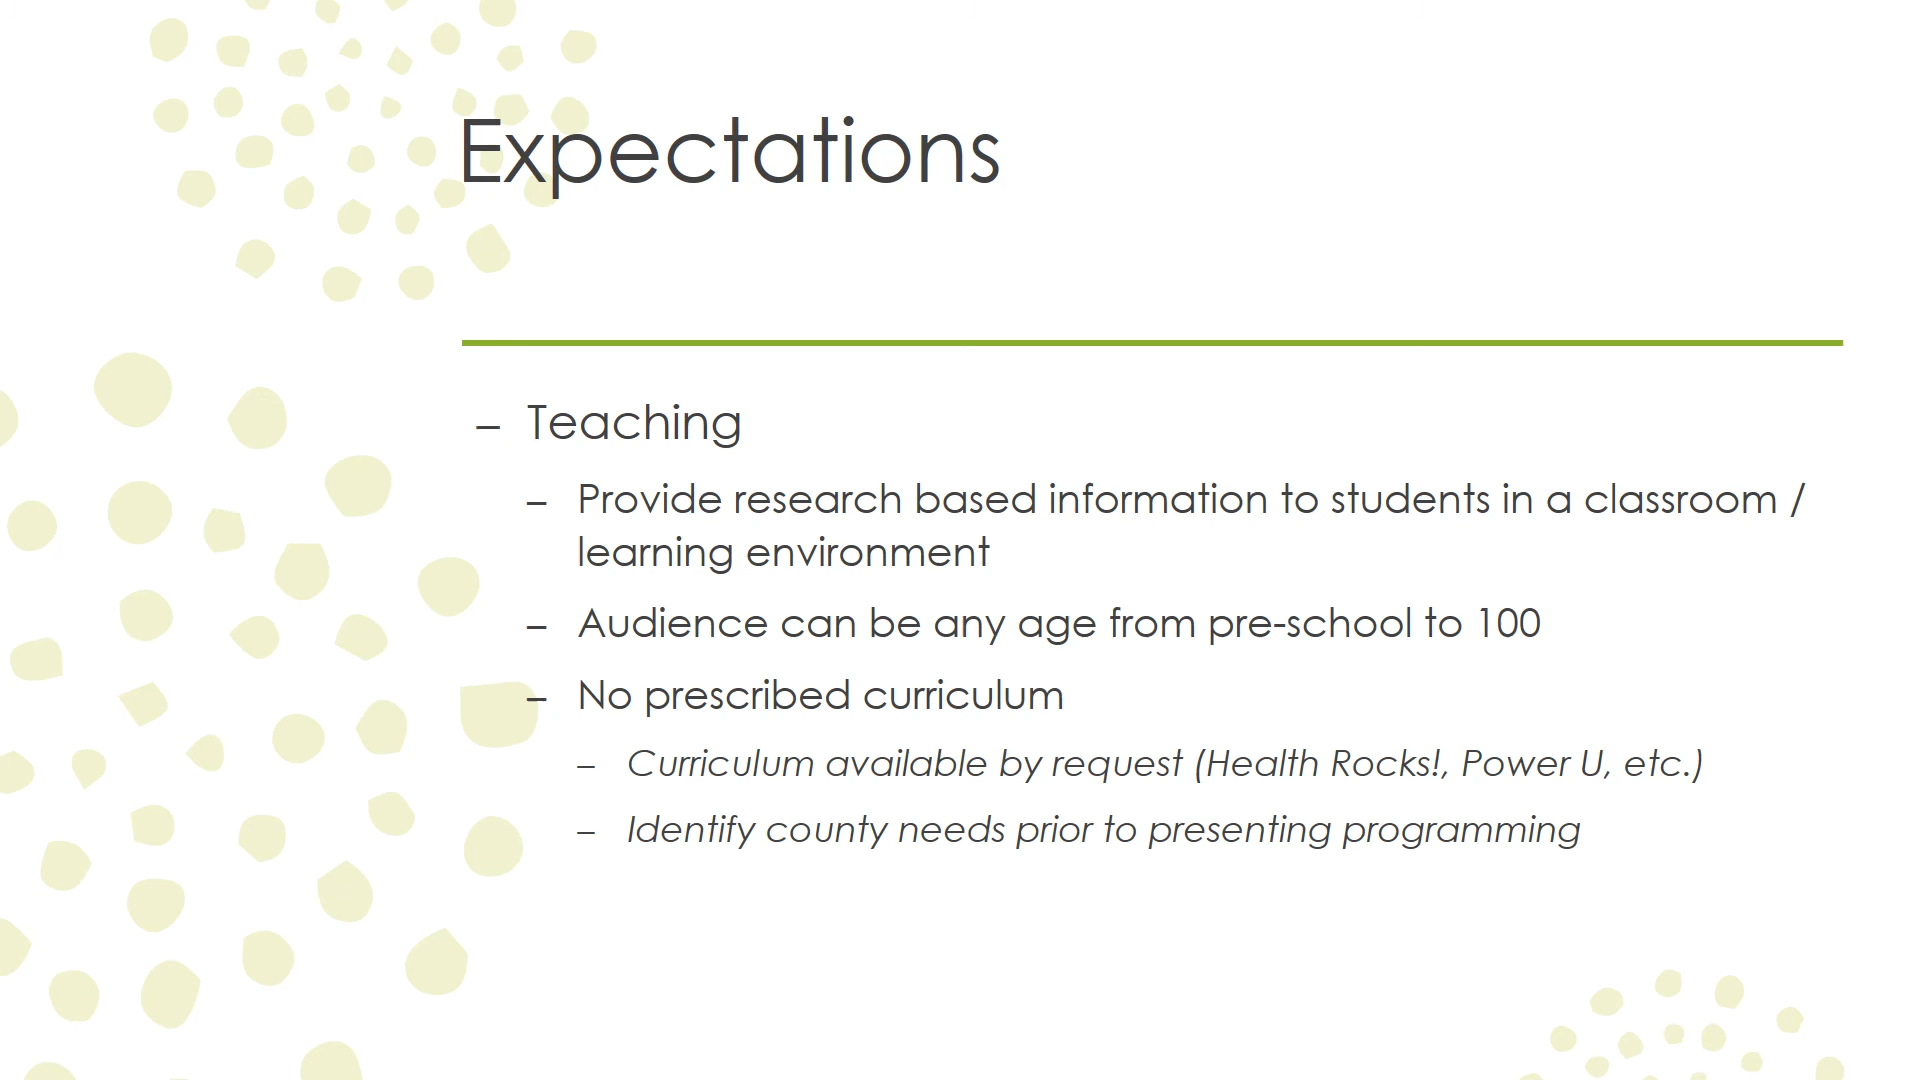 Expectations
– Teaching
– Provide research based information to students in a classroom /
learning environment
– Audience can be any age from pre-school to 100
– No prescribed curriculum
– Curriculum available by request (Health Rocks!, Power U, etc.)
– Identify county needs prior to presenting programming